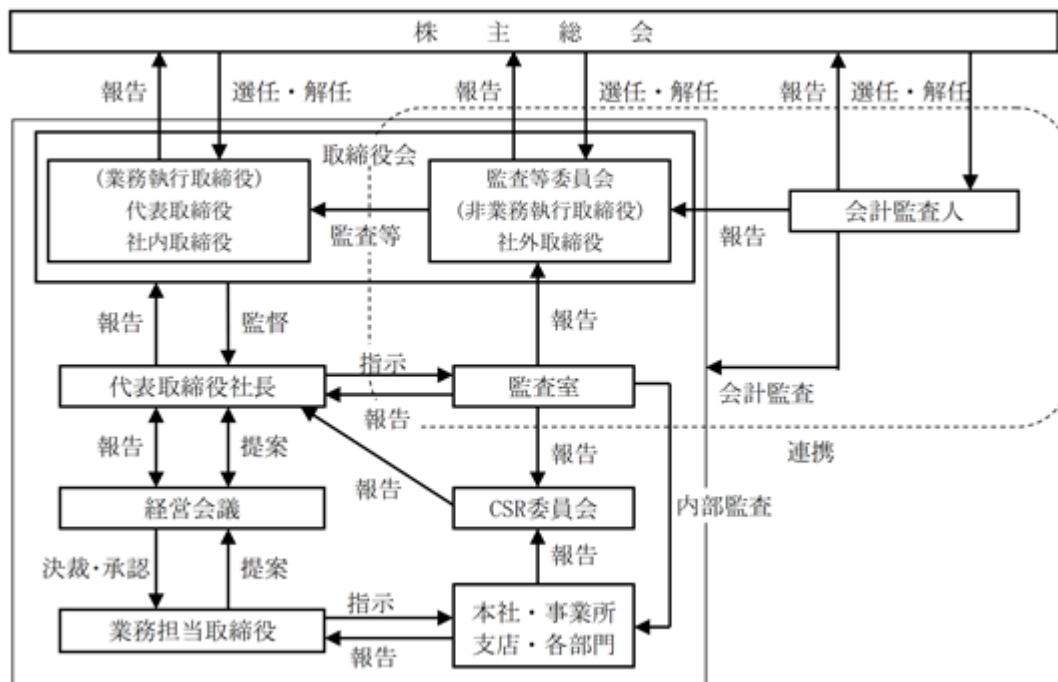 株主総会
報告
選任・解任
報告
選任・解任
報告
選任・解任
取締役会
(業務執行取締役)
代表取締役
社内取締役
監査等
監査等委員会
(非業務執行取締役)
社外取締役
報告
会計監査人
報告
監督
報告
会計監査
代表取締役社長
指示
報告
監査室
連携
報告
提案
報告
報告
内部監査
経営会議
CSR委員会
決裁・承認
提案
報告
業務担当取締役
指示
報告
本社・事業所
支店・各部門